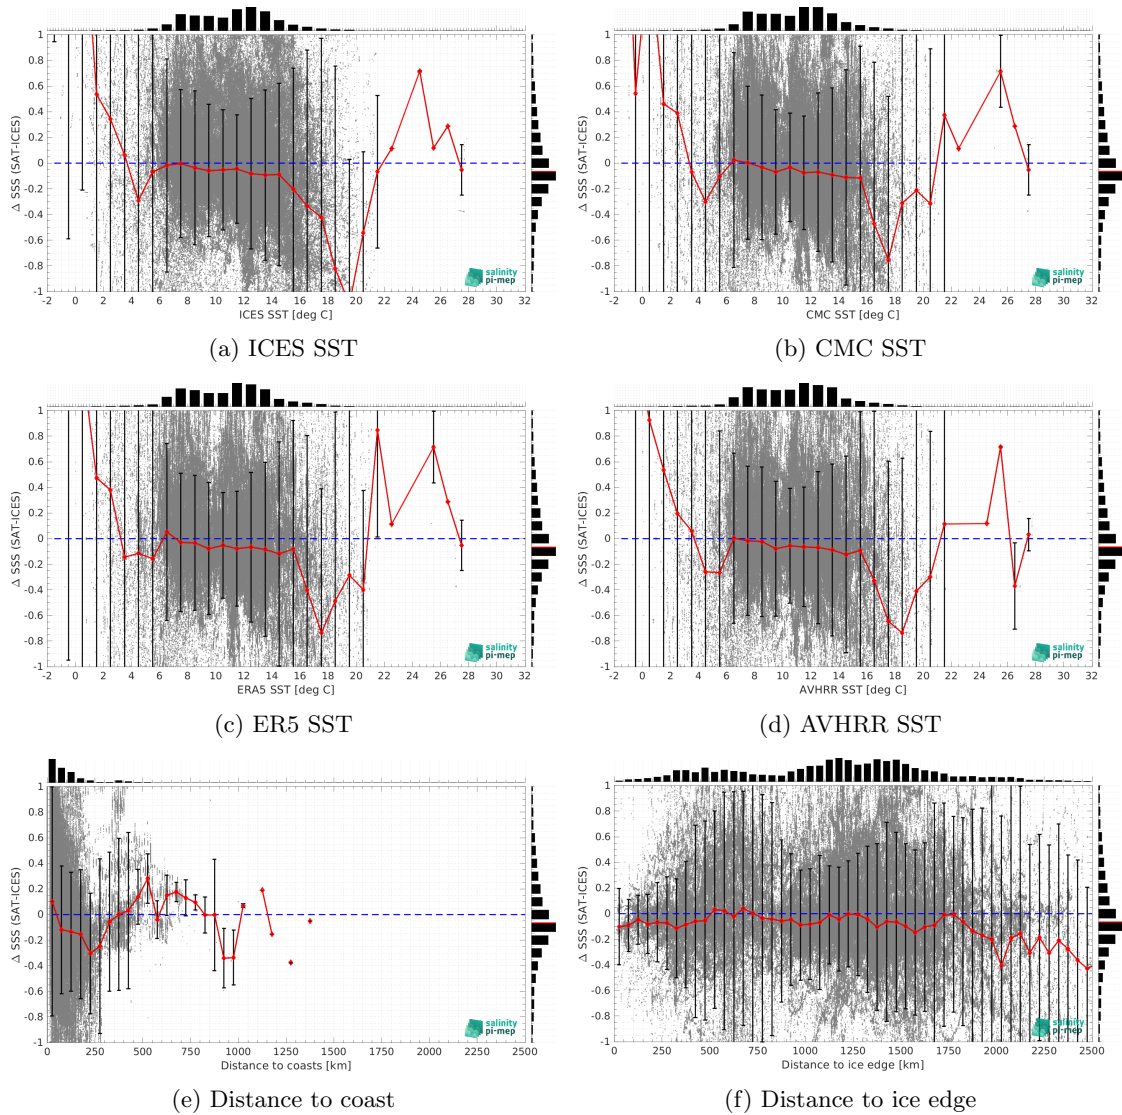 1
0.8
0.6
0.4
0.2
0
-0.2
-0.4
-0.6
-0.8
-1
Δ SSS (SAT-ICES)
salinity
pi-mep
-2 0 2 4 6 8 10 12 14 16 18 20 22 24 26 28 30 32
ICES SST [deg C]
(a) ICES SST
1
0.8
0.6
0.4
0.2
0
-0.2
-0.4
-0.6
-0.8
-1
Δ SSS (SAT-ICES)
salinity
pi-mep
-2 0 2 4 6 8 10 12 14 16 18 20 22 24 26 28 30 32
CMC SST [deg C]
(b) CMC SST
1
0.8
0.6
0.4
0.2
0
-0.2
-0.4
-0.6
-0.8
-1
Δ SSS (SAT-ICES)
salinity
pi-mep
-2 0 2 4 6 8 10 12 14 16 18 20 22 24 26 28 30 32
ERA5 SST [deg C]
(c) ER5 SST
1
0.8
0.6
0.4
0.2
0
-0.2
-0.4
-0.6
-0.8
-1
Δ SSS (SAT-ICES)
salinity
pi-mep
-2 0 2 4 6 8 10 12 14 16 18 20 22 24 26 28 30 32
AVHRR SST [deg C]
(d) AVHRR SST
1
0.8
0.6
0.4
0.2
0
-0.2
-0.4
-0.6
-0.8
-1
Δ SSS (SAT-ICES)
salinity
pi-mep
0 250 500 750 1000 1250 1500 1750 2000 2250 2500
Distance to coasts [km]
(e) Distance to coast
1
0.8
0.6
0.4
0.2
0
-0.2
-0.4
-0.6
-0.8
-1
Δ SSS (SAT-ICES)
salinity
pi-mep
0 250 500 750 1000 1250 1500 1750 2000 2250 2500
Distance to ice edge [km]
(f) Distance to ice edge